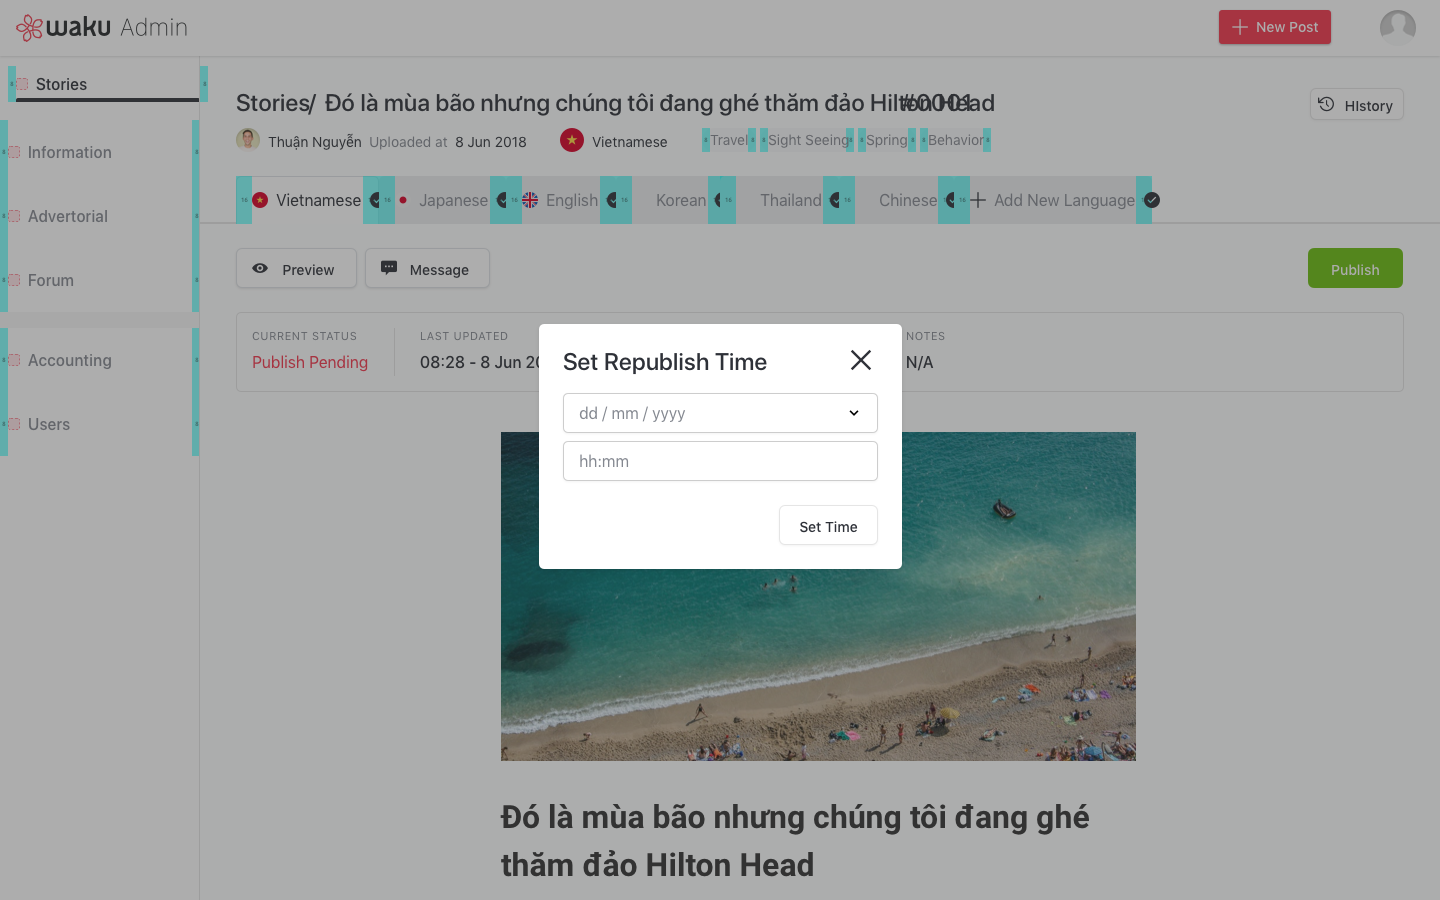 waku Admin
New Post
Stories
Information
Advertorial
Forum
Accounting
Users
Stories/ Đó là mùa bão nhưng chúng tôi đang ghé thăm đảo Hilton Head
#0001
HIstory
Thuận Nguyễn Uploaded at 8 Jun 2018
Vietnamese
Travel Sight Seeing Spring Behavior
Vietnamese Japanese English Korean Thailand Chinese Add New Language
Preview
Message
Publish
CURRENT STATUS
Publish Pending
LAST UPDATED
08:28 - 8 Jun
NOTES
N/A
Set Republish Time
dd / mm / yyyy
hh:mm
Set Time
Đó là mùa bão nhưng chúng tôi đang ghé
thăm đảo Hilton Head